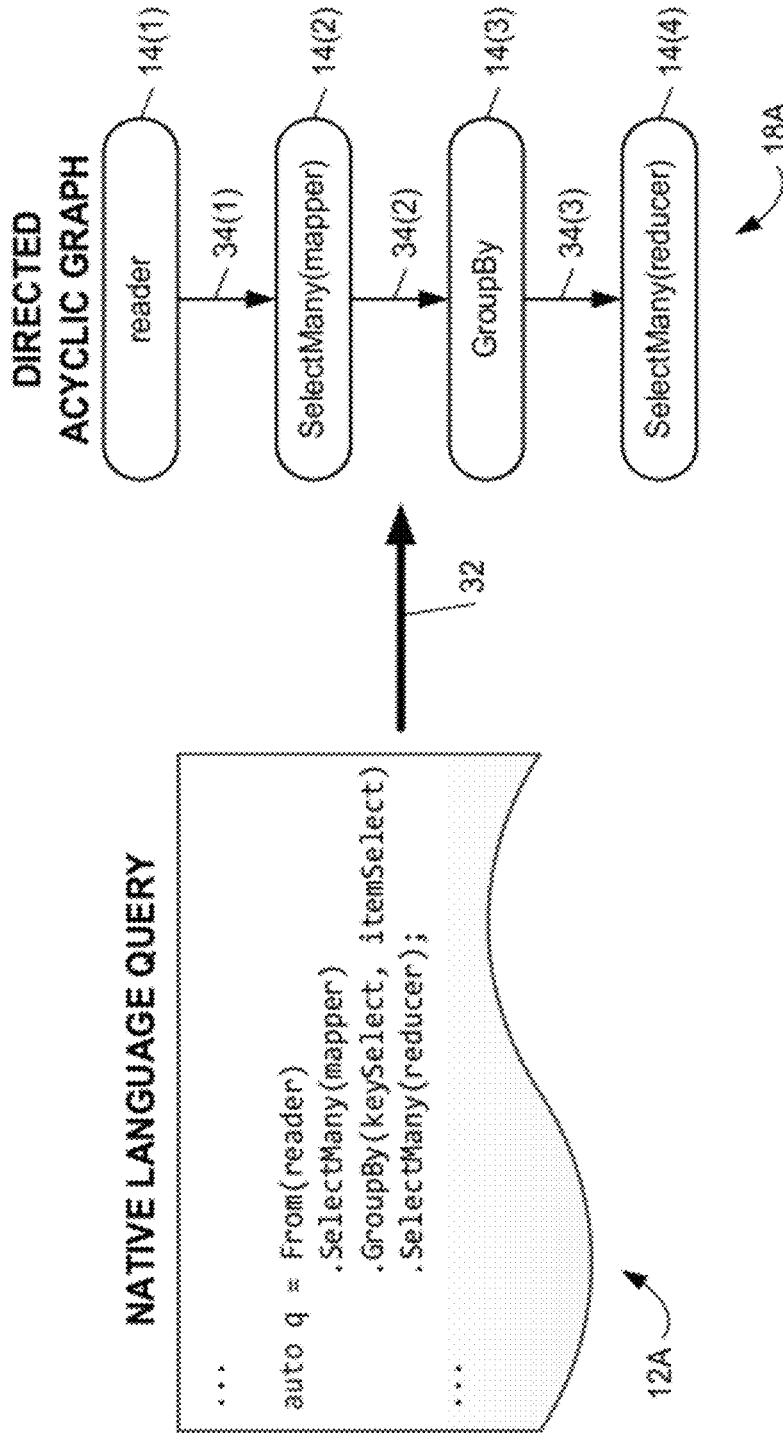 NATIVE LANGUAGE QUERY
...
auto q = From(reader)
.SelectMany(mapper)
.GroupBy(keySelect, itemSelect)
.SelectMany(reducer);
...
12A
32
DIRECTED
ACYCLIC GRAPH
reader
14(1)
34(1)
SelectMany(mapper)
14(2)
34(2)
GroupBy
14(3)
34(3)
SelectMany(reducer)
14(4)
18A